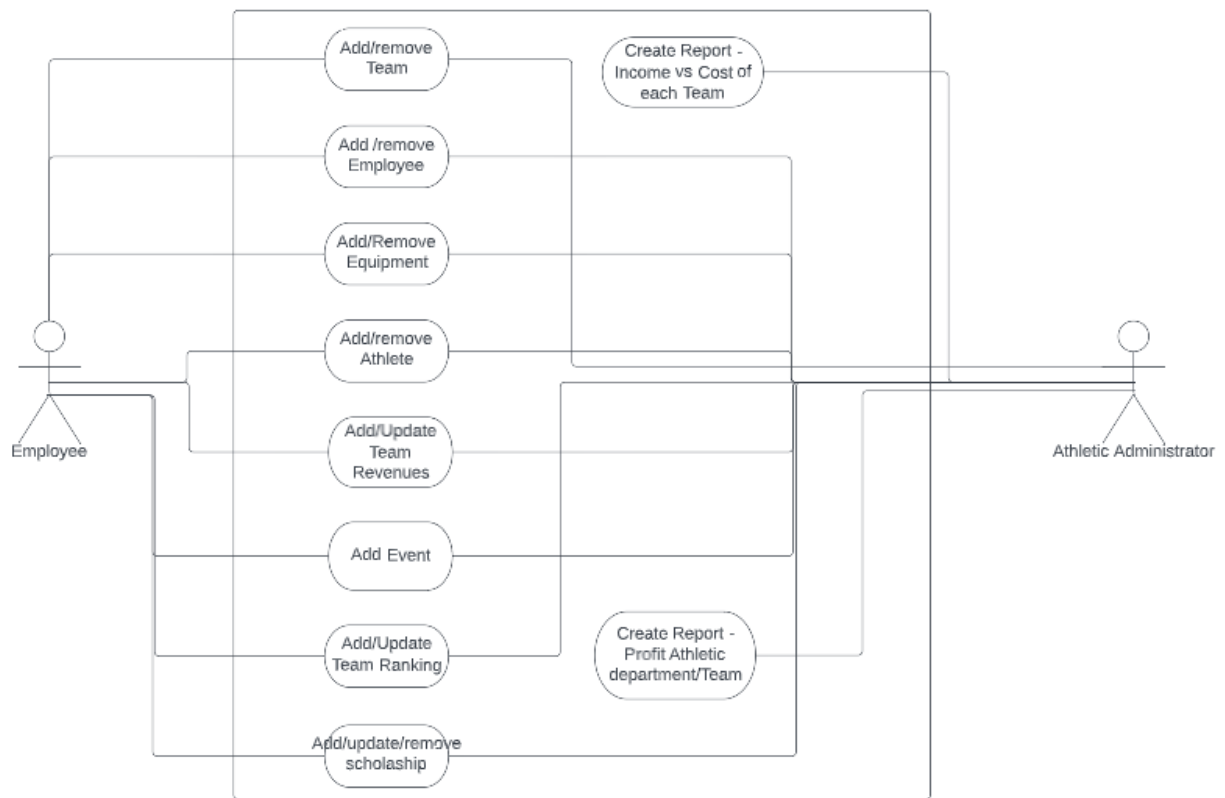 Add/remove
Team
Create Report -
Income vs Cost of
each Team
Add /remove
Employee
Add/Remove
Equipment
Add/remove
Athlete
Employee
Athletic Administrator
Add/Update
Team
Revenues
Add Event
Add/Update
Team Ranking
Create Report -
Profit Athletic
department/Team
Add/update/remove
scholaship